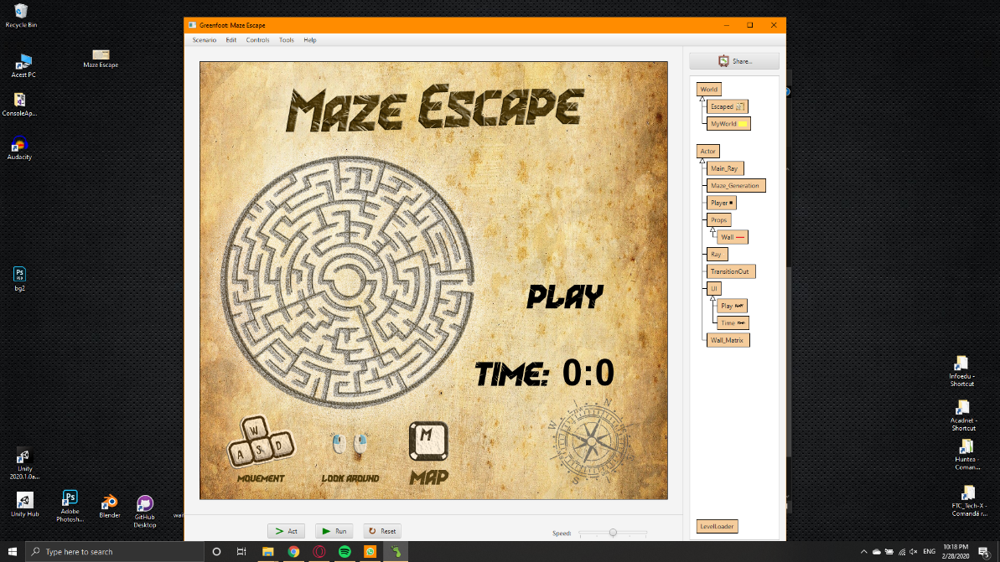 Recycle Bin
Maze Escape
Acest PC
ConsoleAp...
Audacity
bg2
Unity
2020.1.0a...
Unity Hub
Adobe
Photosh...
Blender
GitHub
Desktop
Greenfoot: Maze Escape
Scenario Edit Controls Tools Help
MAZE ESCAPE
PLAY
TIME: 0:0
W
A S D
MOVEMENT
LOOK AROUND
M
MAP
N
W
E
S
Act
Run
Reset
Speed:
Share...
World
Escaped
MyWorld
Actor
Main_Ray
Maze_Generation
Player
Props
Wall
Ray
TransitionOut
UI
Play
Time
Wall_Matrix
LevelLoader
Infoedu -
Shortcut
Acadnet -
Shortcut
Huntea -
Coman...
FTC_Tech-X -
Comandă r...
Type here to search
ENG
10:18 PM
2/28/2020
5